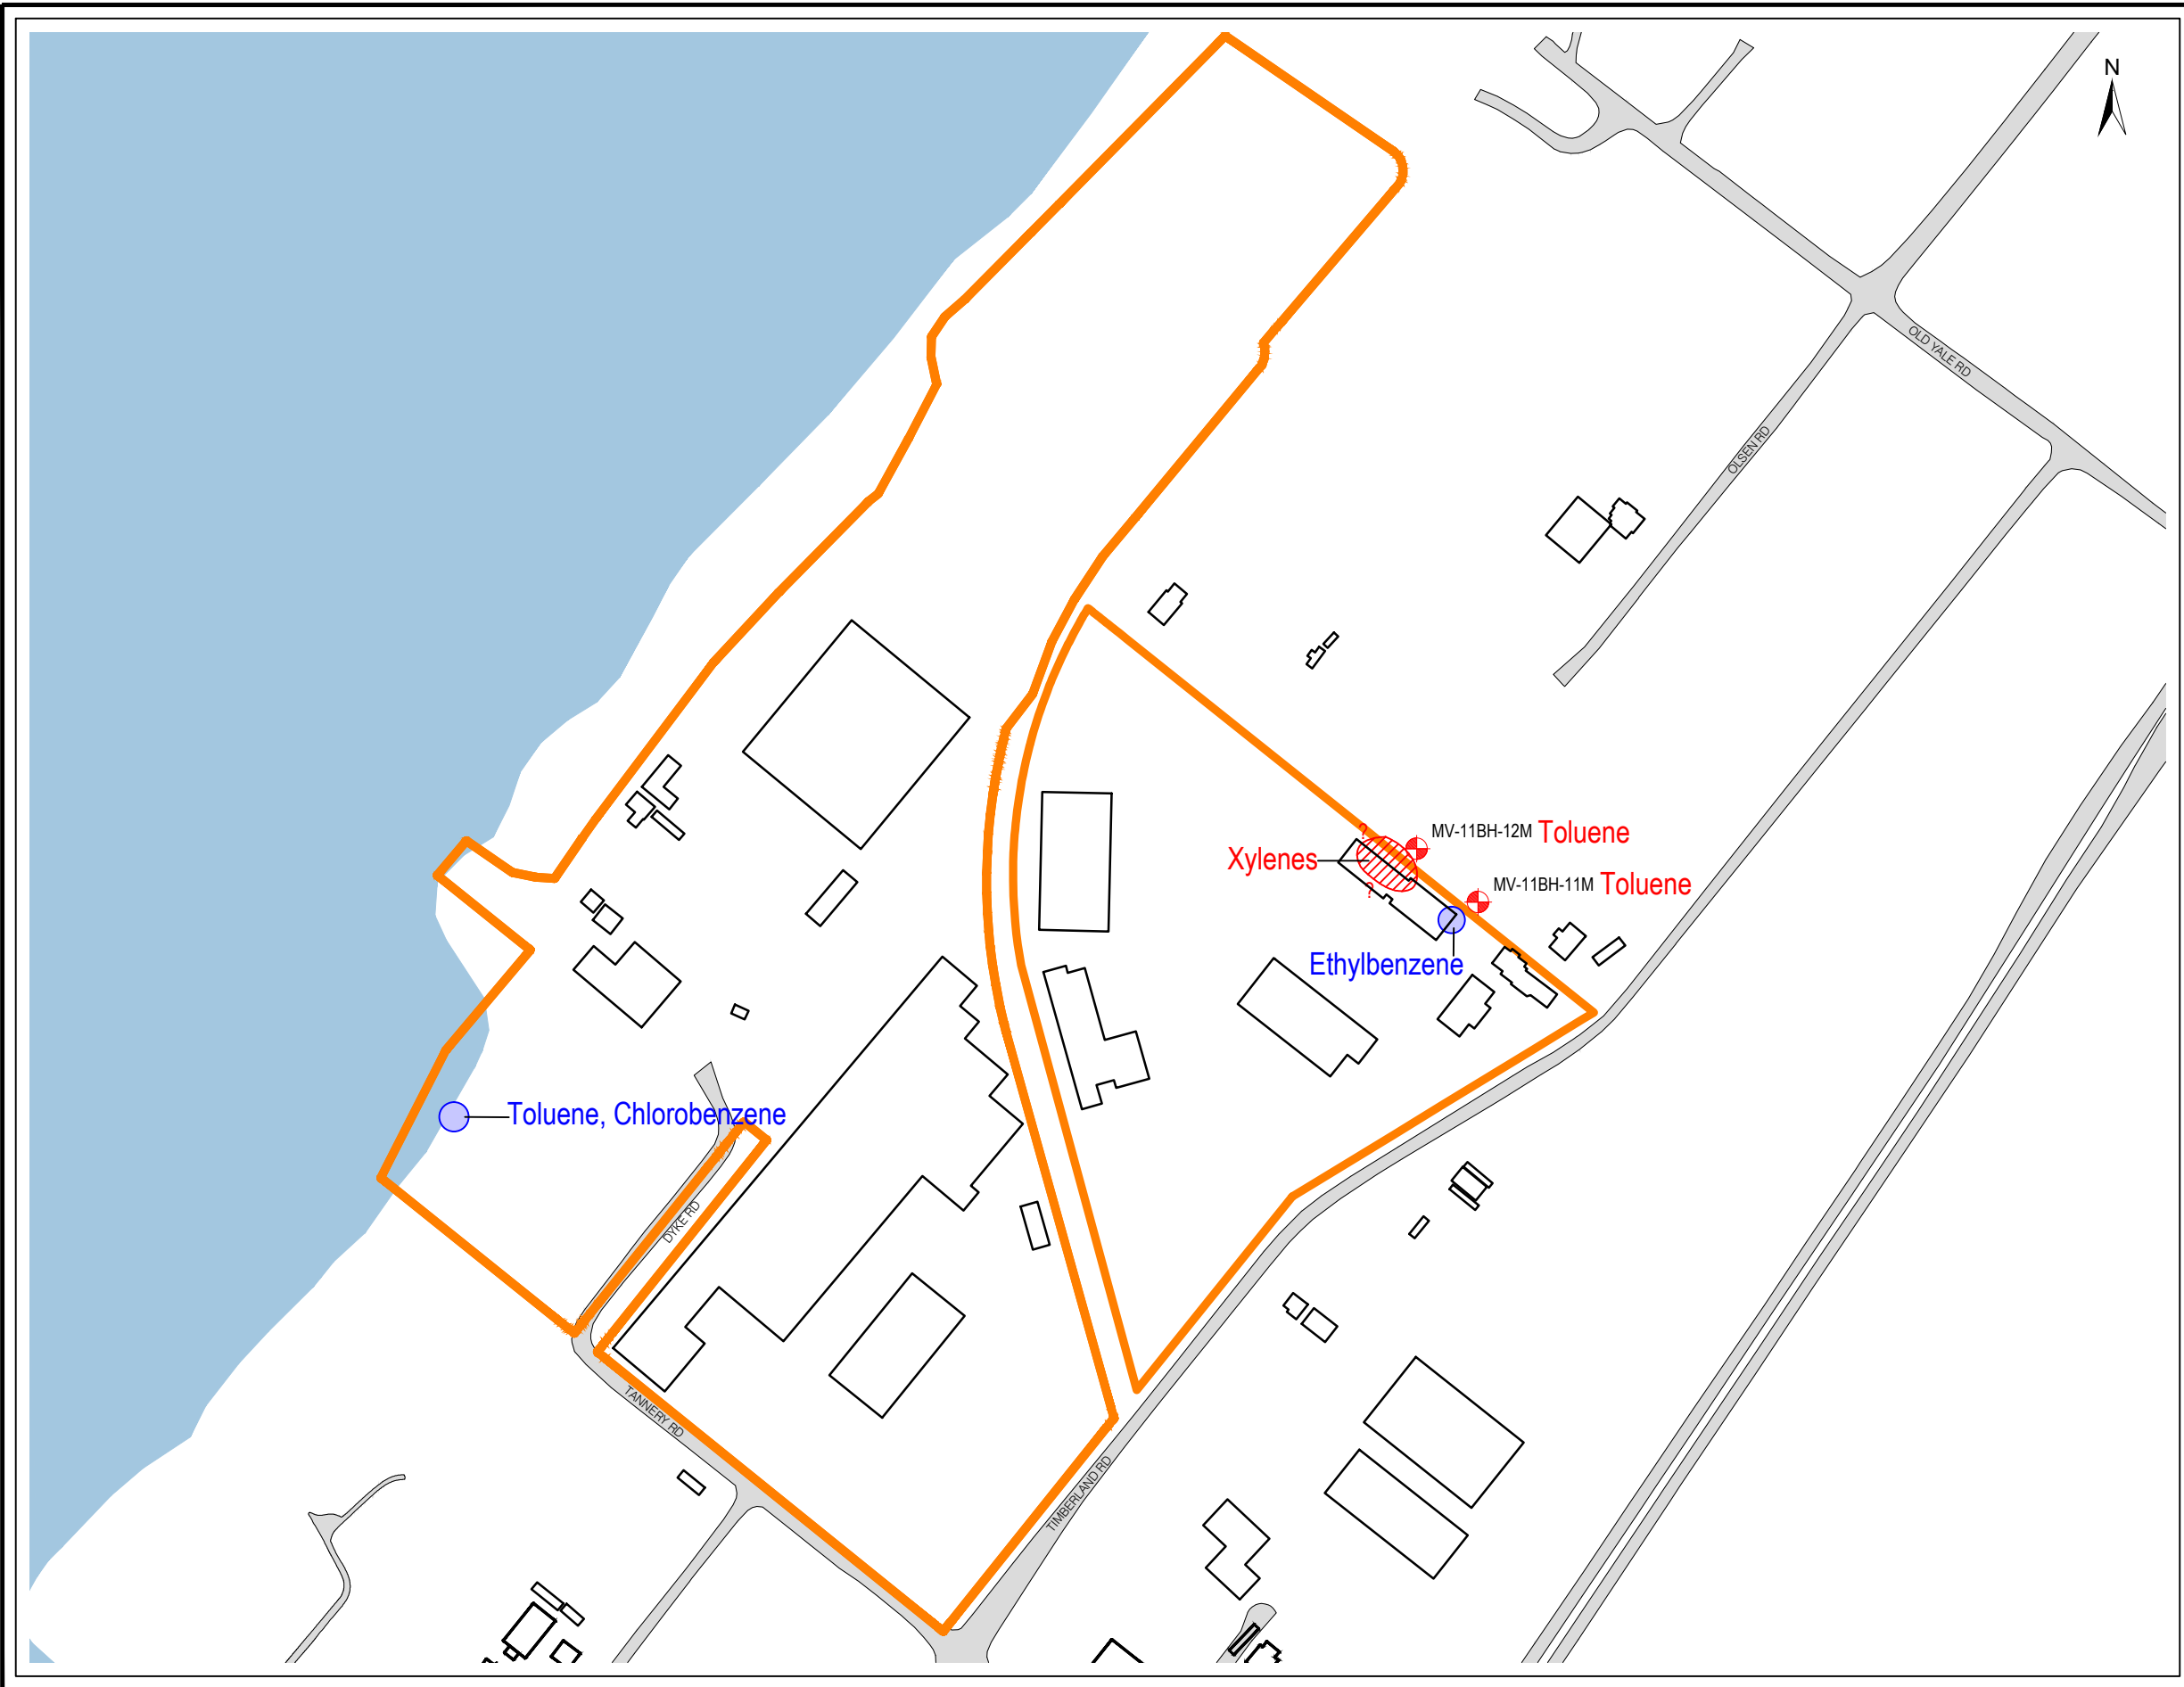 N
OLD YALE RD
OLSEN RD
MV-11BH-12M Toluene
?
Xylenes
MV-11BH-11M Toluene
?
Ethylbenzene
Toluene, Chlorobenzene
DYKE RD
TANNERY RD
TIMBERLAND RD